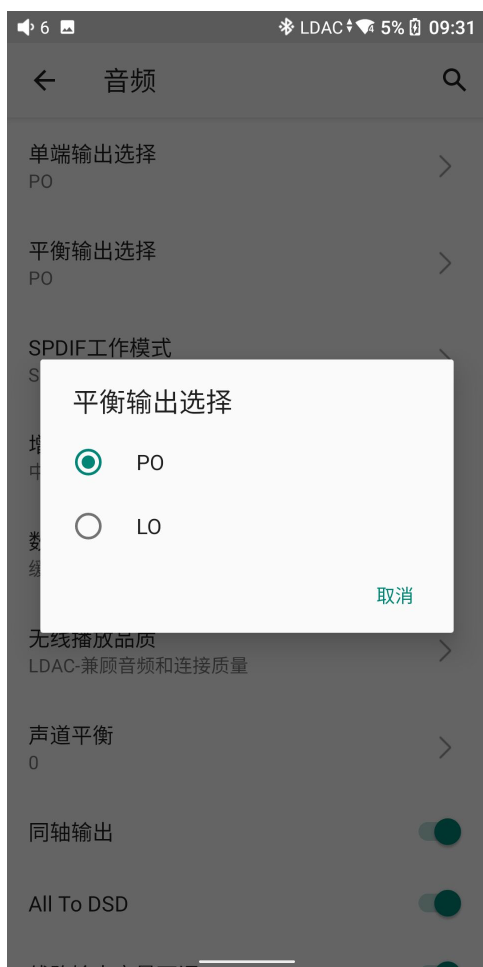 6 LDAC 5% 09:31
音频
单端输出选择
PO
平衡输出选择
PO
SPDIF工作模式
S
平衡输出选择
PO
LO
取消
无线播放品质
LDAC-兼顾音频和连接质量
声道平衡
0
同轴输出
All To DSD